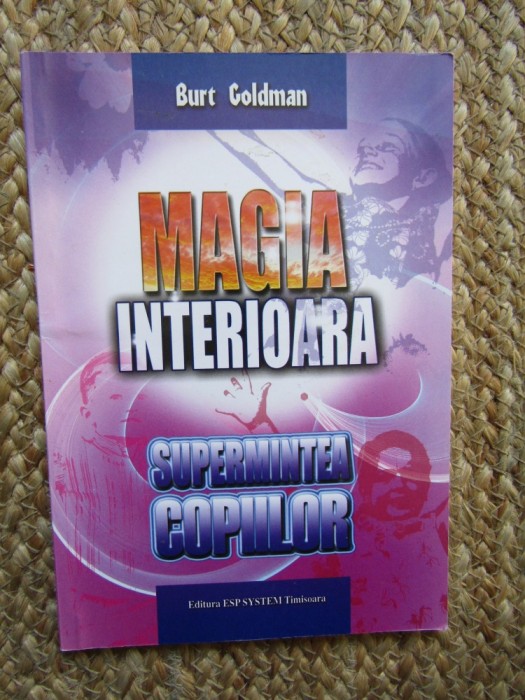 Burt Goldman
MAGIA
INTERIOARA
SUPERMINTEA
COPIILOR
Editura ESP SYSTEM Timisoara